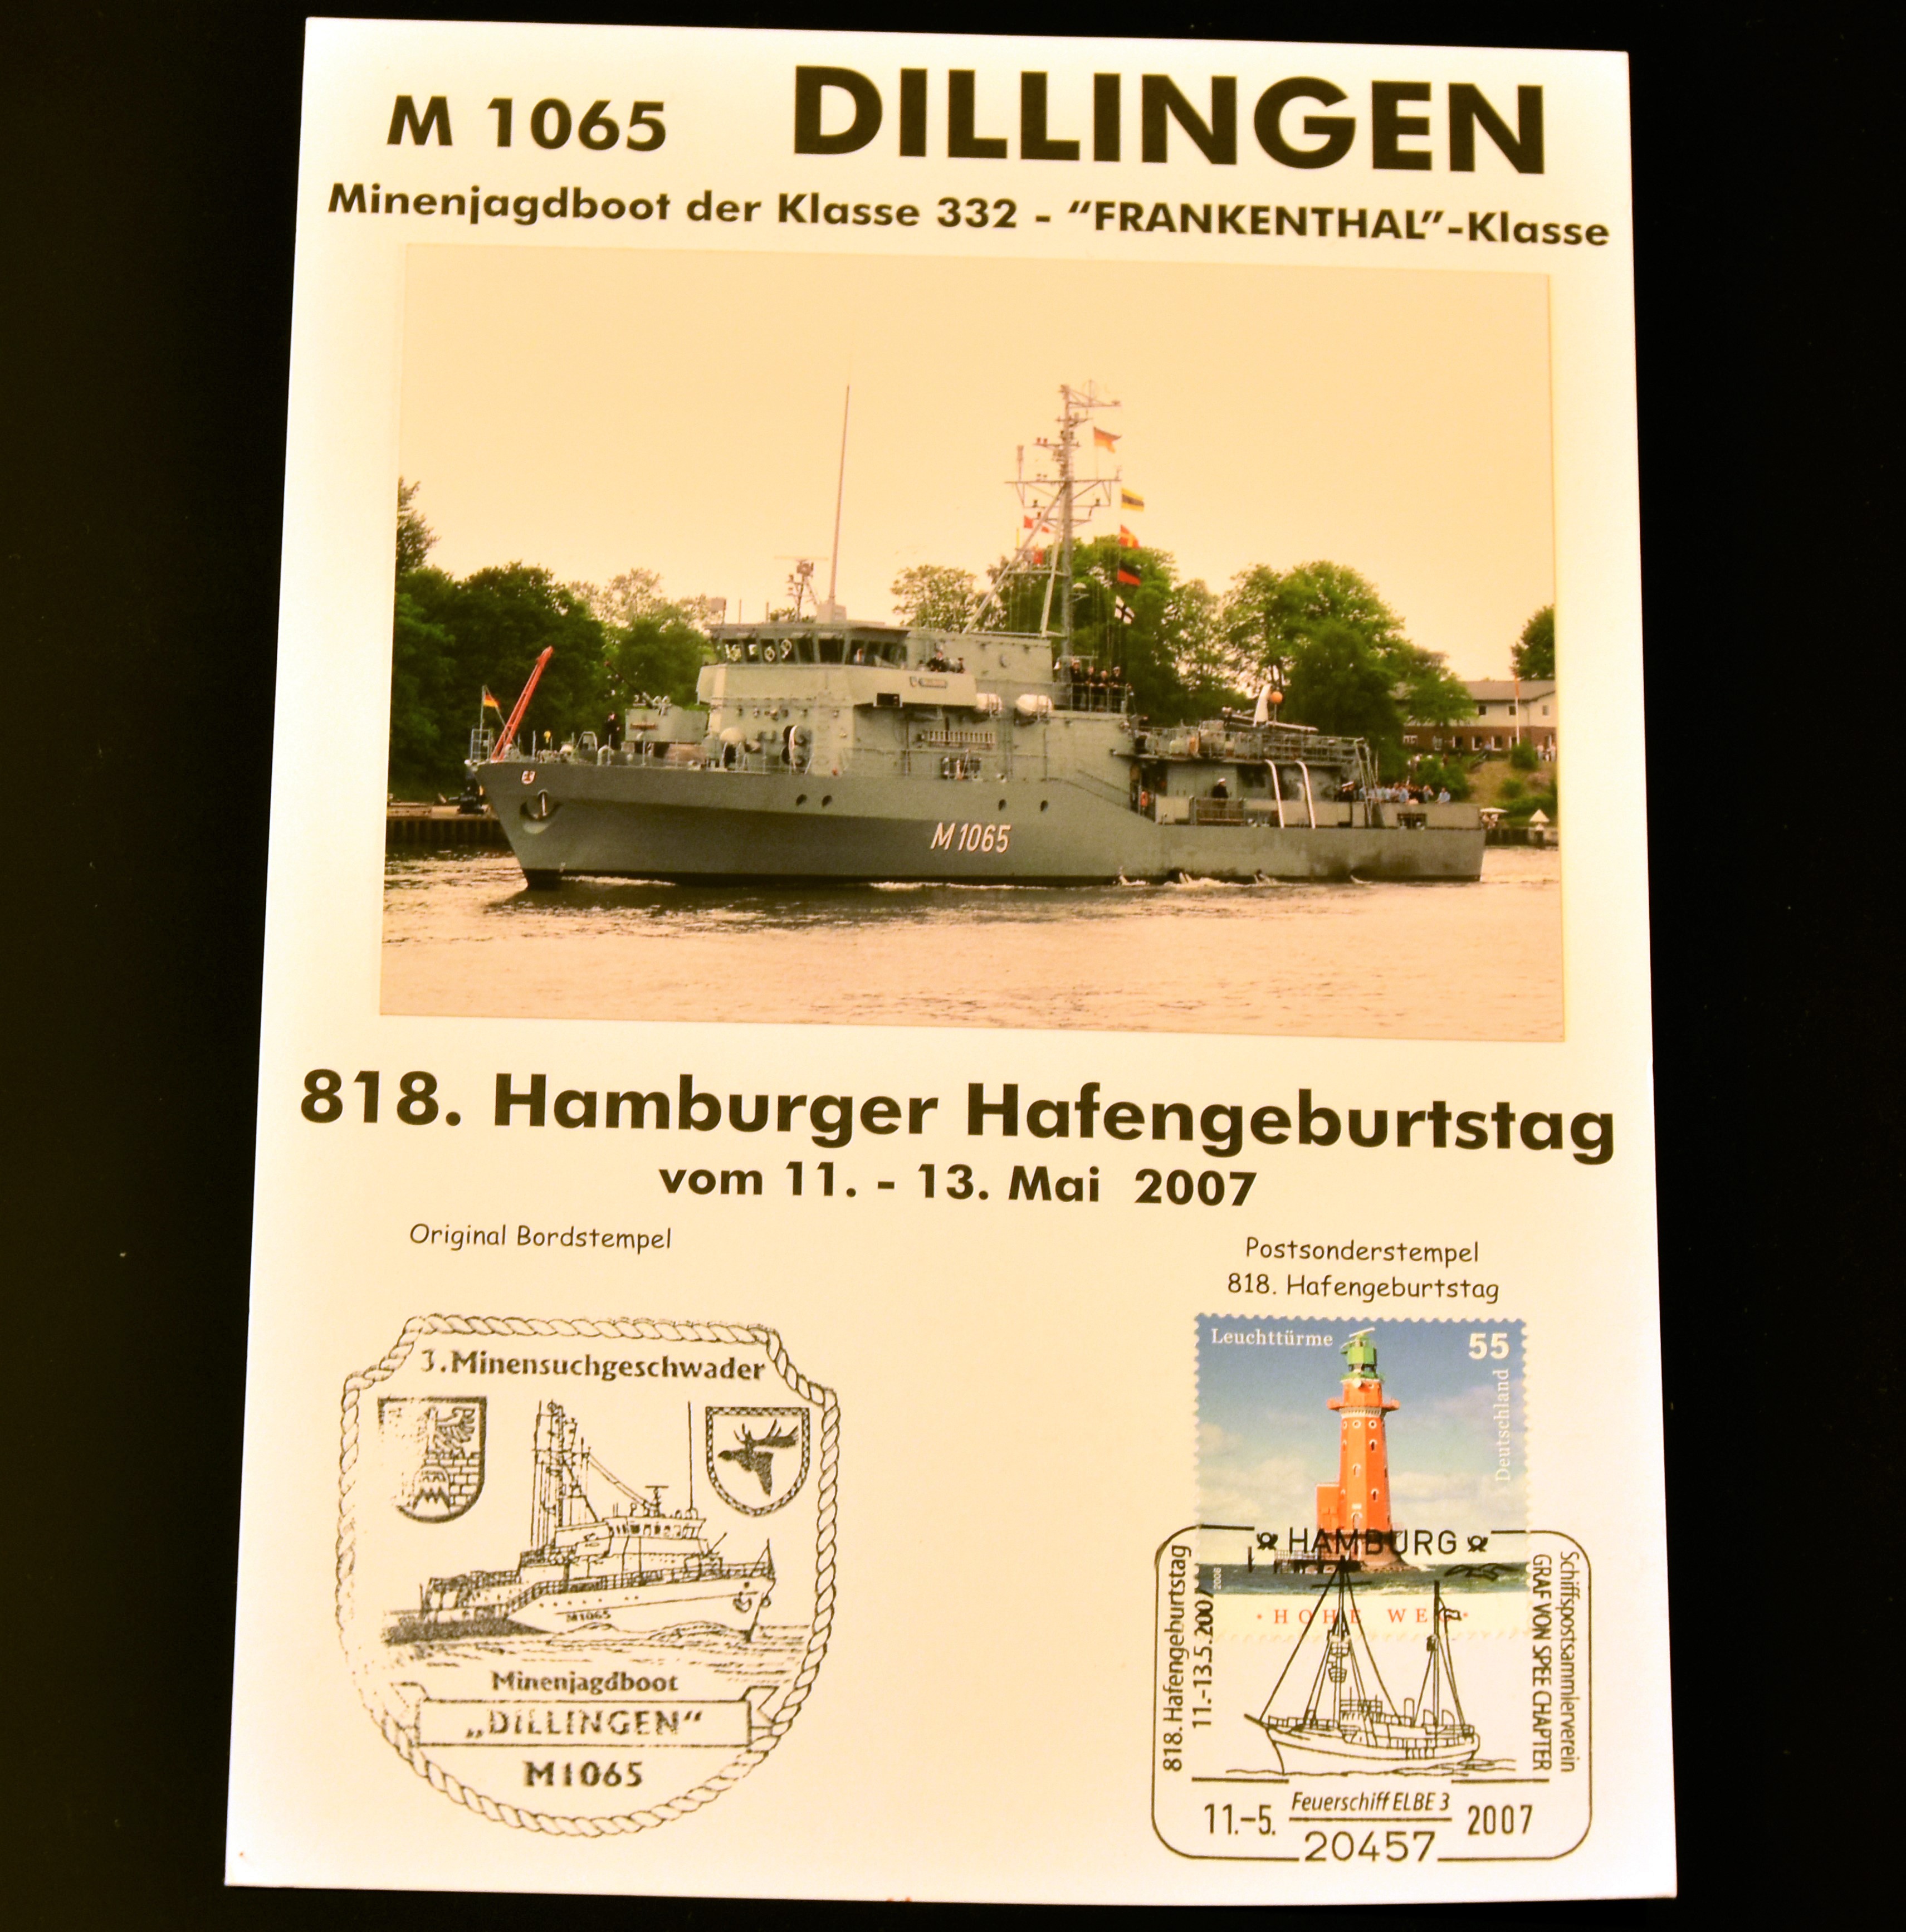 M 1065 DILLINGEN
Minenjagdboot der Klasse 332 - “FRANKENTHAL”-Klasse
M 1065
818. Hamburger Hafengeburtstag
vom 11. - 13. Mai 2007
Original Bordstempel
3.Minensuchgeschwader
M1065
Minenjagdboot
„DILLINGEN“
M1065
Postsonderstempel
818. Hafengeburtstag
Leuchttürme 55
Deutschland
HAMBURG
2008
· HOHE WEG ·
818. Hafengeburtstag
11.-13.5.2007
Schiffspostsammlerverein
GRAF VON SPEE CHAPTER
Feuerschiff ELBE 3
11.-5. 2007
20457